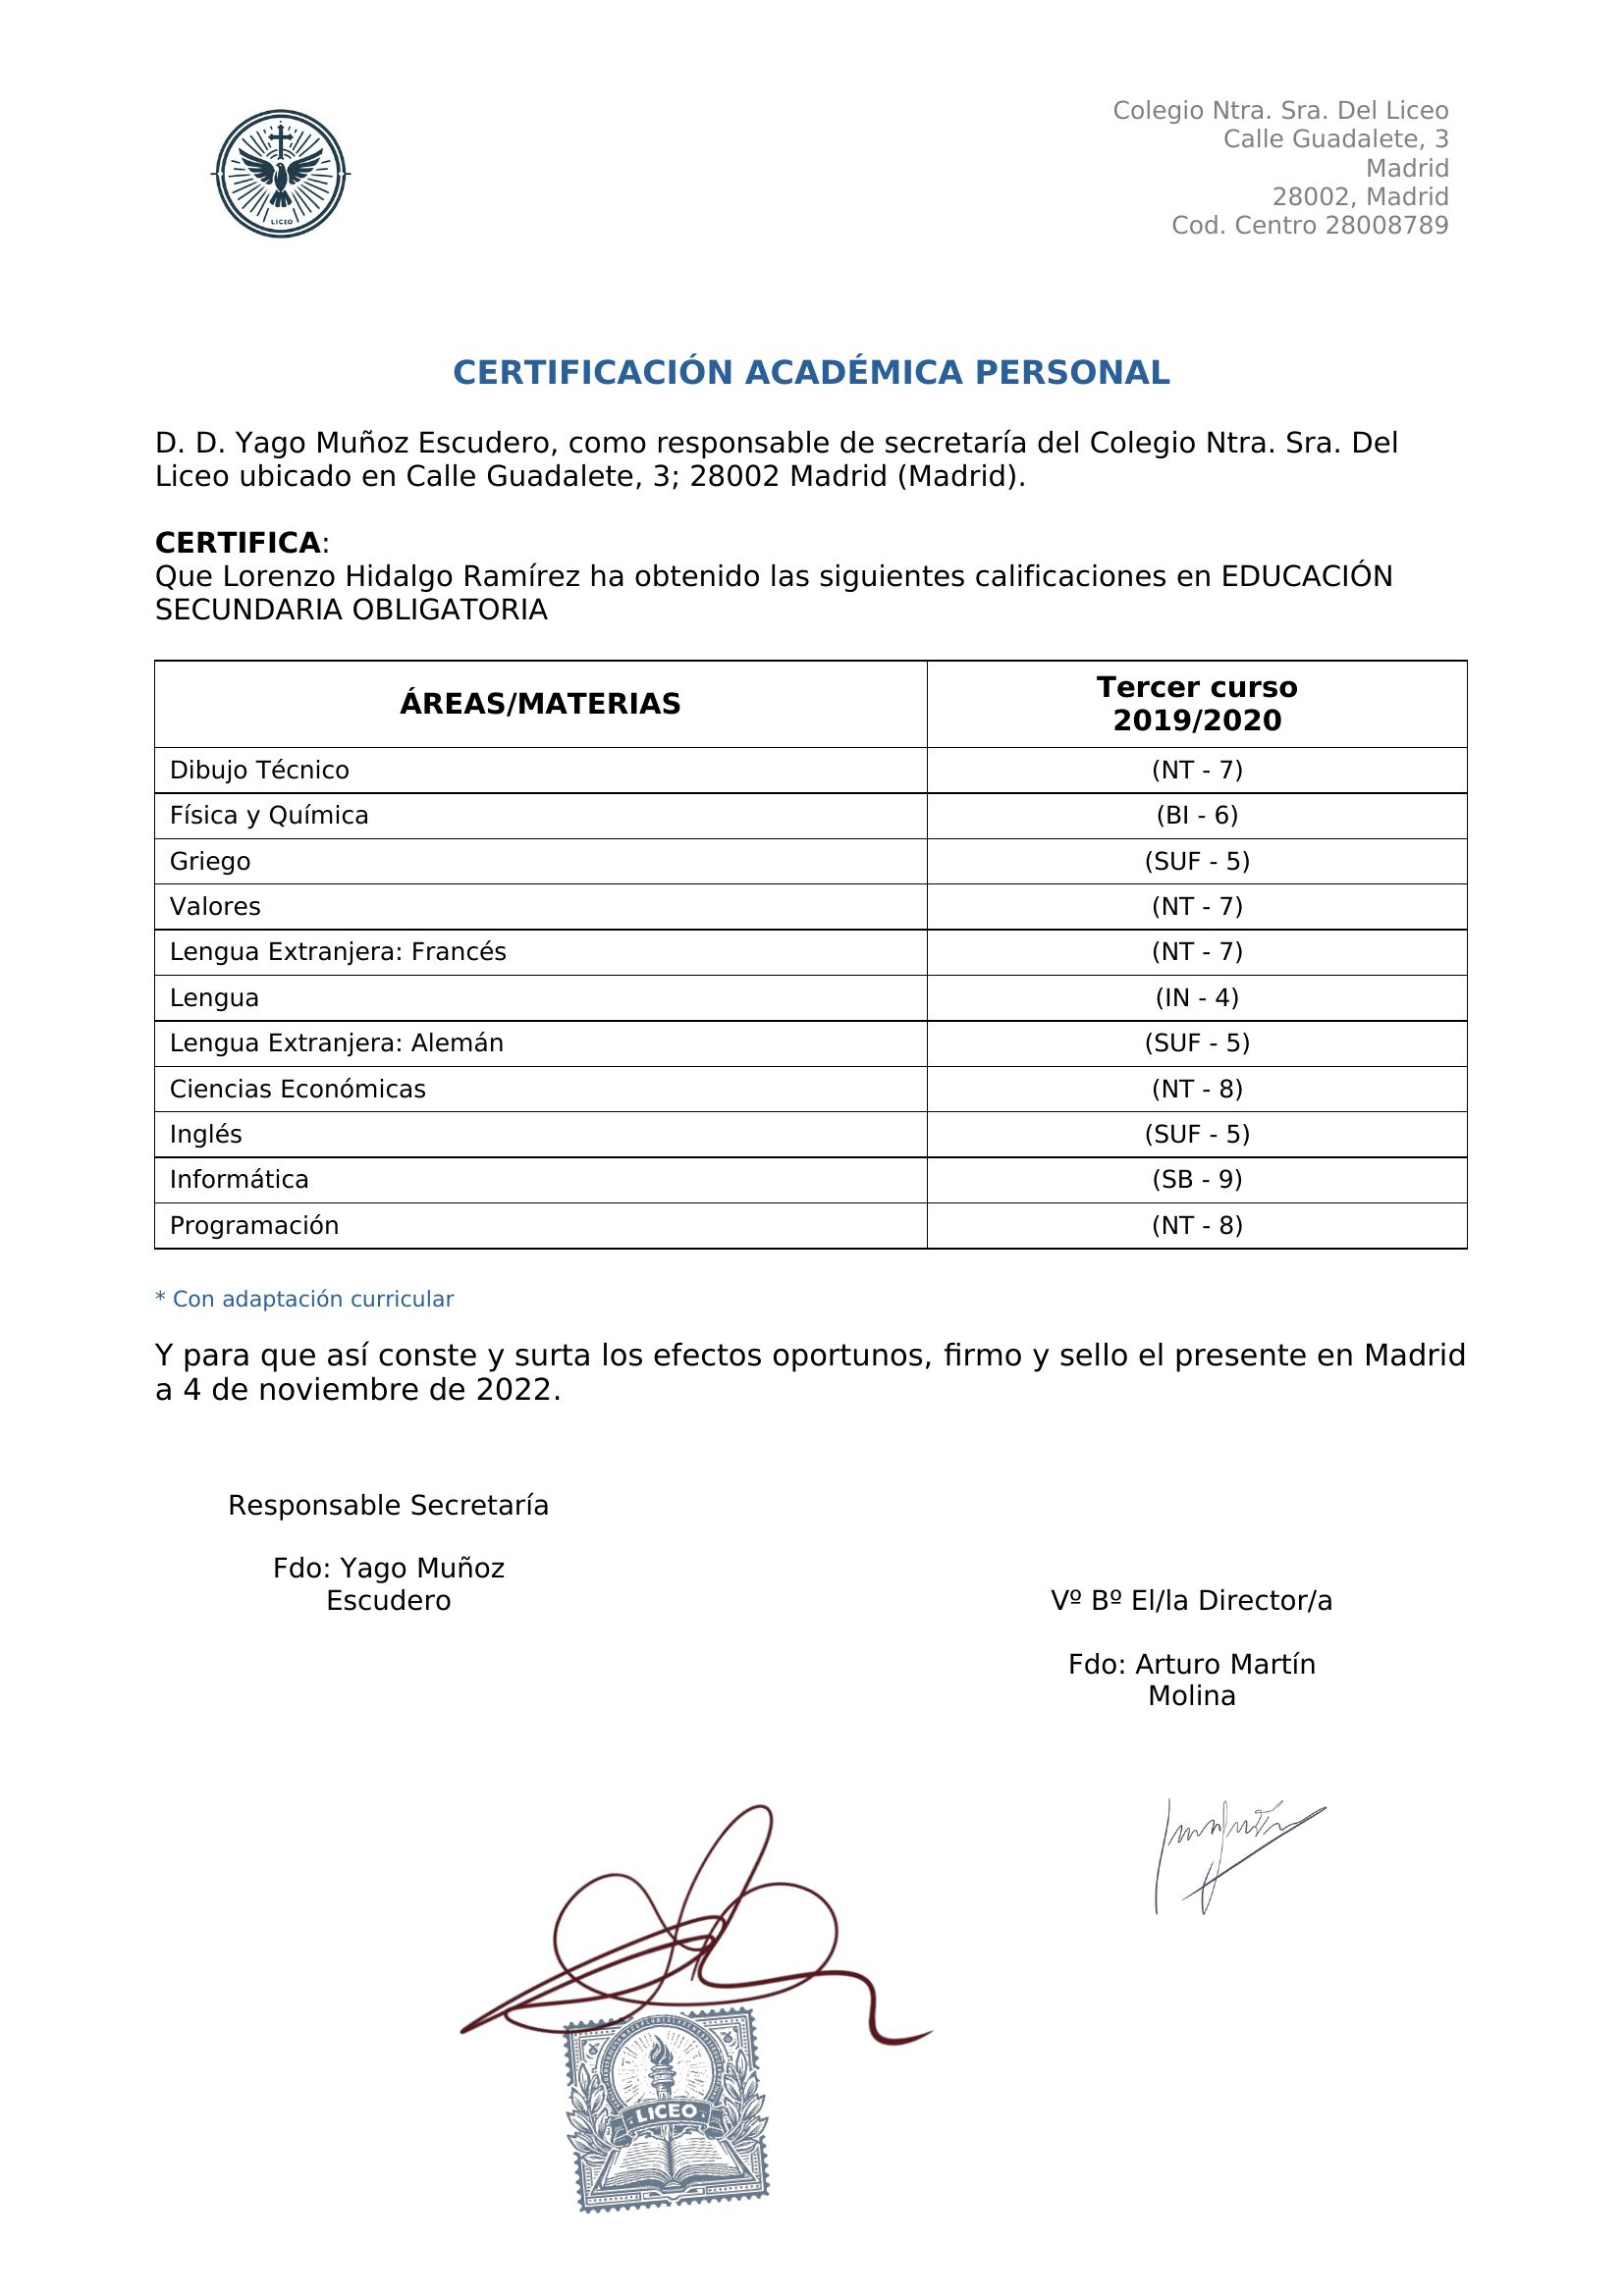 LICEO
Colegio Ntra. Sra. Del Liceo
Calle Guadalete, 3
Madrid
28002, Madrid
Cod. Centro 28008789
CERTIFICACIÓN ACADÉMICA PERSONAL
D. D. Yago Muñoz Escudero, como responsable de secretaría del Colegio Ntra. Sra. Del
Liceo ubicado en Calle Guadalete, 3; 28002 Madrid (Madrid).
CERTIFICA:
Que Lorenzo Hidalgo Ramírez ha obtenido las siguientes calificaciones en EDUCACIÓN
SECUNDARIA OBLIGATORIA
ÁREAS/MATERIAS Tercer curso
2019/2020
Dibujo Técnico (NT - 7)
Física y Química (BI - 6)
Griego (SUF - 5)
Valores (NT - 7)
Lengua Extranjera: Francés (NT - 7)
Lengua (IN - 4)
Lengua Extranjera: Alemán (SUF - 5)
Ciencias Económicas (NT - 8)
Inglés (SUF - 5)
Informática (SB - 9)
Programación (NT - 8)
* Con adaptación curricular
Y para que así conste y surta los efectos oportunos, firmo y sello el presente en Madrid
a 4 de noviembre de 2022.
Responsable Secretaría
Fdo: Yago Muñoz
Escudero
Vº Bº El/la Director/a
Fdo: Arturo Martín
Molina
LICEO